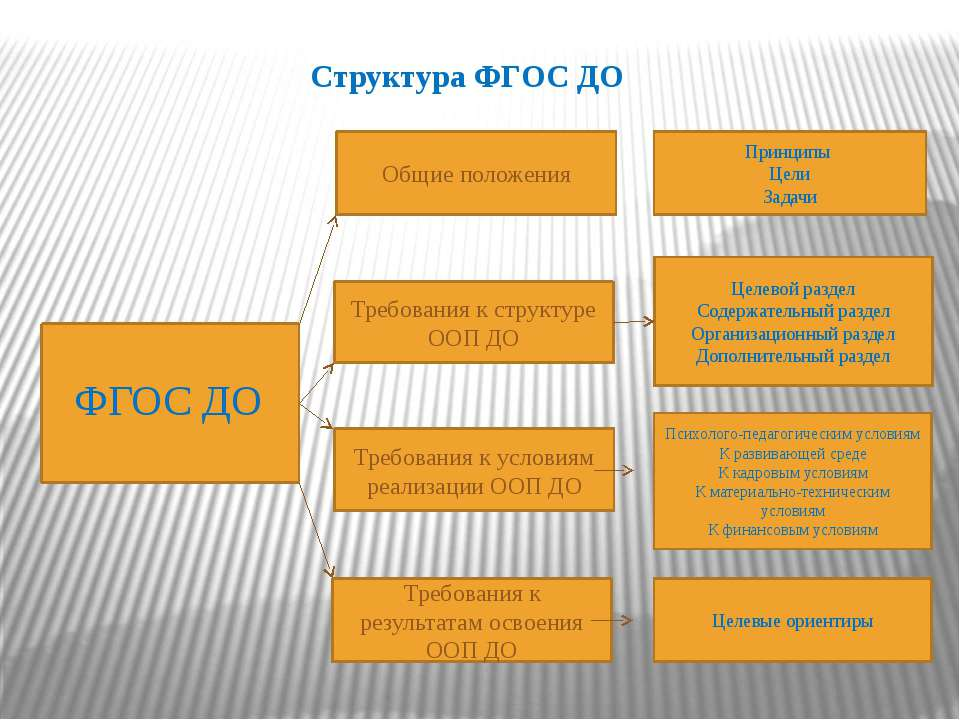 Структура ФГОС ДО
Общие положения
Принципы
Цели
Задачи
Требования к структуре
ООП ДО
Целевой раздел
Содержательный раздел
Организационный раздел
Дополнительный раздел
ФГОС ДО
Требования к условиям
реализации ООП ДО
Психолого-педагогическим условиям
К развивающей среде
К кадровым условиям
К материально-техническим
условиям
К финансовым условиям
Требования к
результатам освоения
ООП ДО
Целевые ориентиры